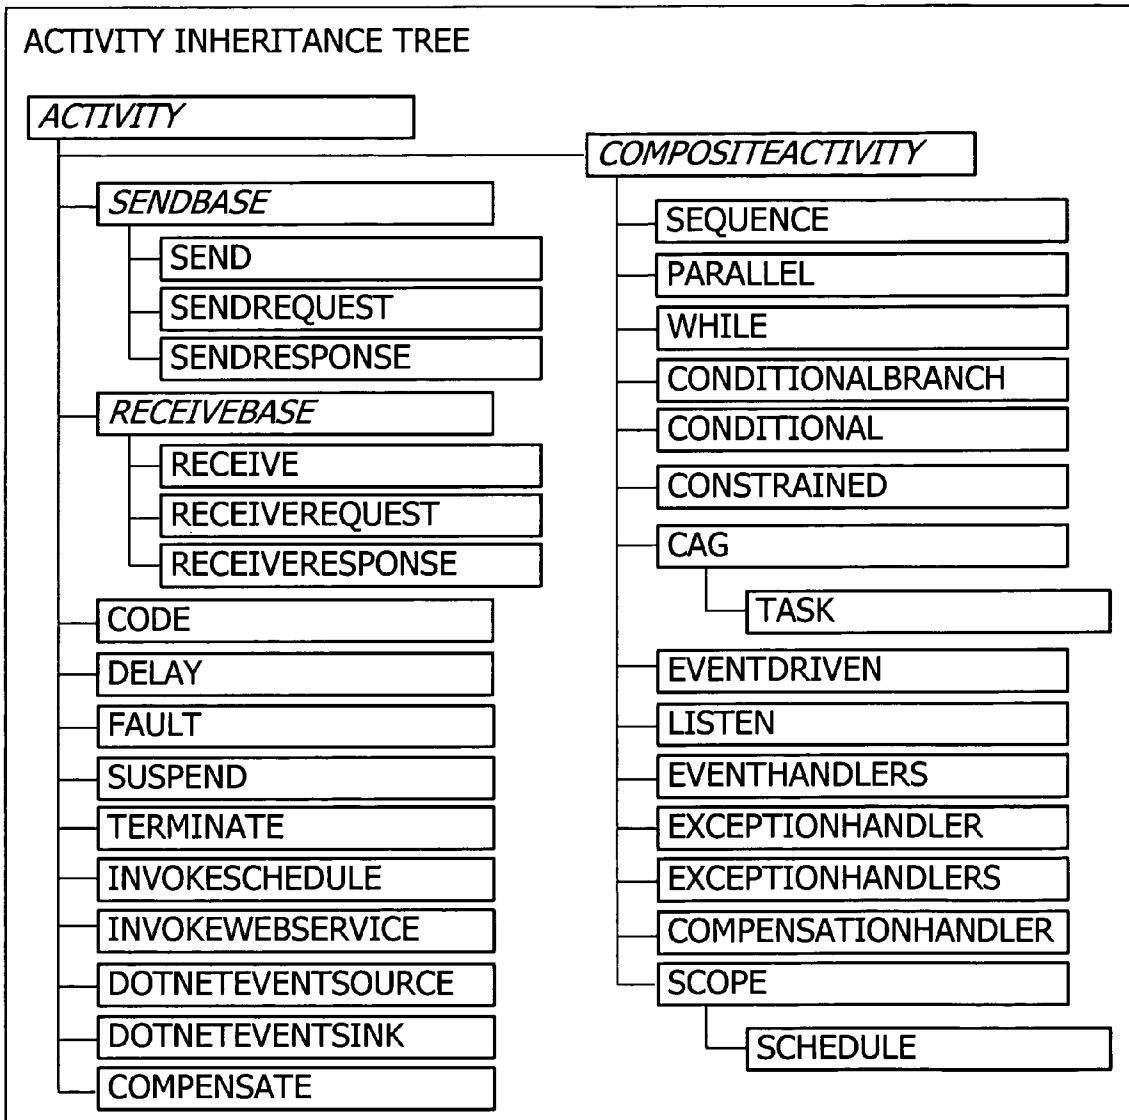 ACTIVITY INHERITANCE TREE
ACTIVITY
SENDBASE
SEND
SENDREQUEST
SENDRESPONSE
RECEIVEBASE
RECEIVE
RECEIVEREQUEST
RECEIVERESPONSE
CODE
DELAY
FAULT
SUSPEND
TERMINATE
INVOKESCHEDULE
INVOKEWEBSERVICE
DOTNETEVENTSOURCE
DOTNETEVENTSINK
COMPENSATE
COMPOSITEACTIVITY
SEQUENCE
PARALLEL
WHILE
CONDITIONALBRANCH
CONDITIONAL
CONSTRAINED
CAG
TASK
EVENTDRIVEN
LISTEN
EVENTHANDLERS
EXCEPTIONHANDLER
EXCEPTIONHANDLERS
COMPENSATIONHANDLER
SCOPE
SCHEDULE